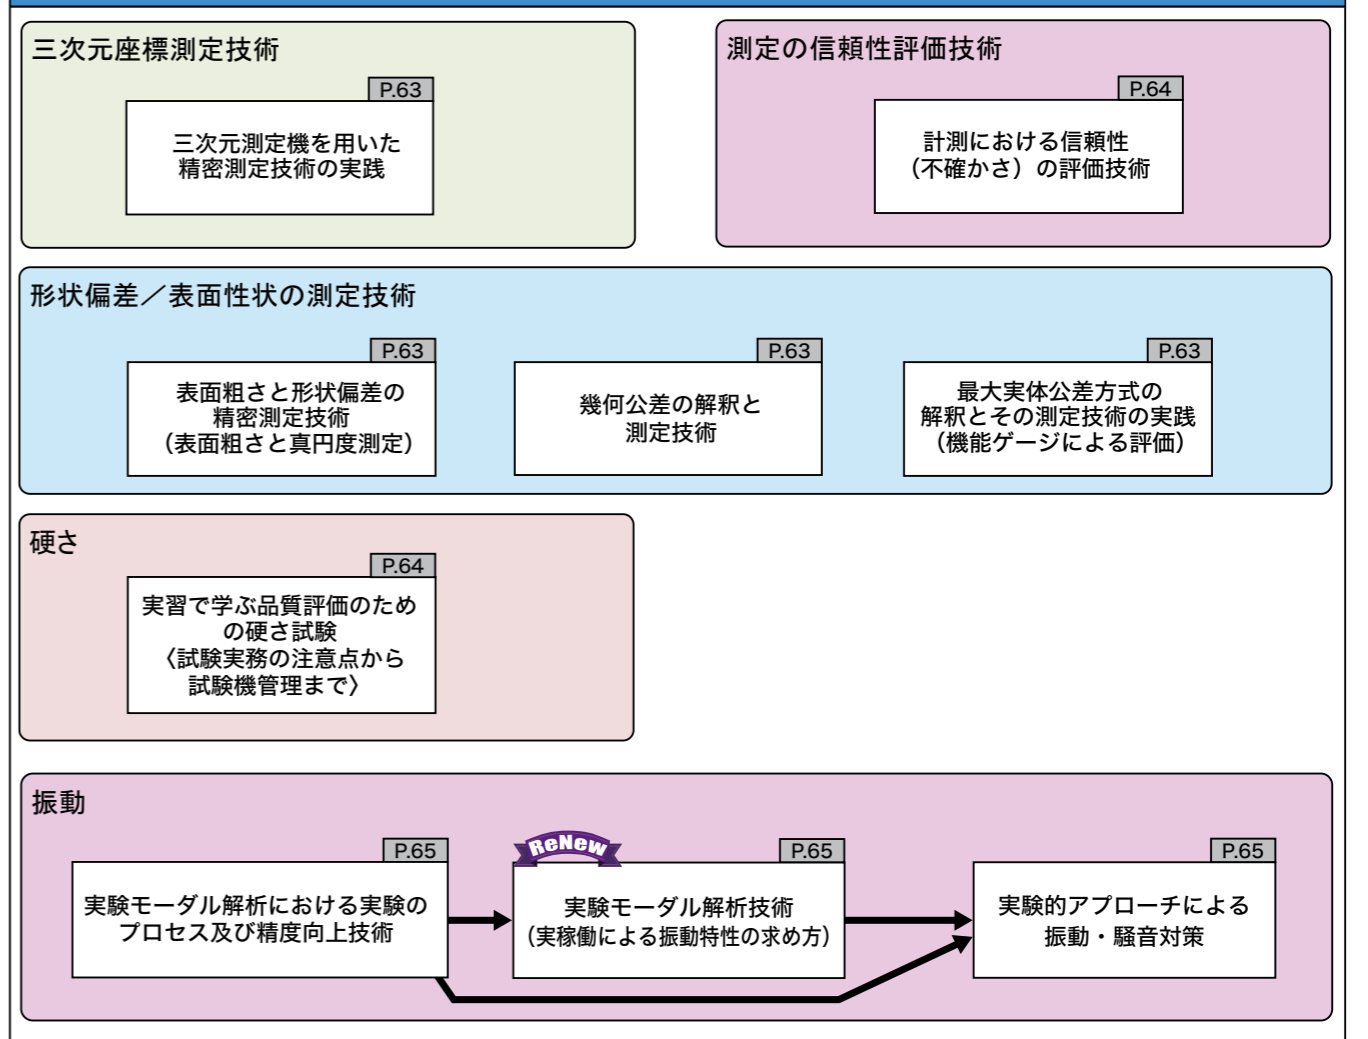 三次元座標測定技術
P.63
三次元測定機を用いた
精密測定技術の実践
測定の信頼性評価技術
P.64
計測における信頼性
（不確かさ）の評価技術
形状偏差／表面性状の測定技術
P.63
表面粗さと形状偏差の
精密測定技術
（表面粗さと真円度測定）
P.63
幾何公差の解釈と
測定技術
P.63
最大実体公差方式の
解釈とその測定技術の実践
（機能ゲージによる評価）
硬さ
P.64
実習で学ぶ品質評価のため
の硬さ試験
〈試験実務の注意点から
試験機管理まで〉
振動
P.65
実験モーダル解析における実験の
プロセス及び精度向上技術
ReNew
P.65
実験モーダル解析技術
（実稼働による振動特性の求め方）
P.65
実験的アプローチによる
振動・騒音対策